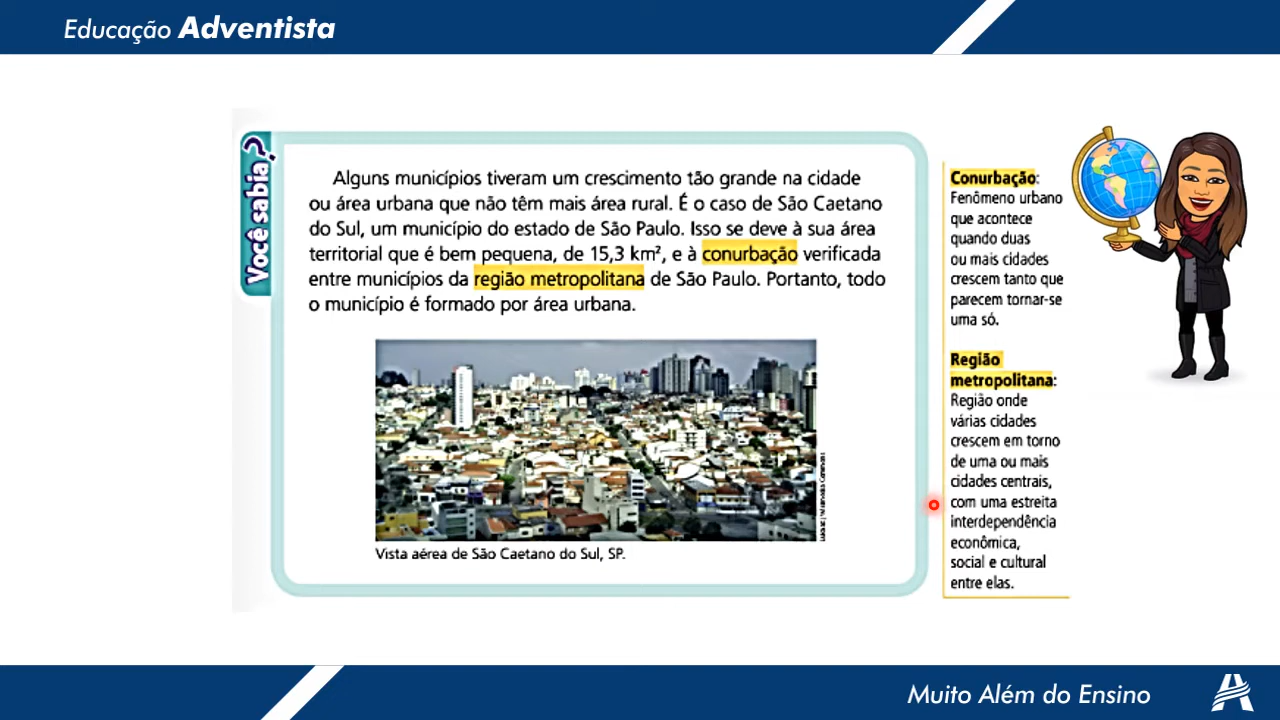 Educação Adventista
Você sabia?
Alguns municípios tiveram um crescimento tão grande na cidade
ou área urbana que não têm mais área rural. É o caso de São Caetano
do Sul, um município do estado de São Paulo. Isso se deve à sua área
territorial que é bem pequena, de 15,3 km², e à conurbação verificada
entre municípios da região metropolitana de São Paulo. Portanto, todo
o município é formado por área urbana.
Vista aérea de São Caetano do Sul, SP.
Conurbação:
Fenômeno urbano
que acontece
quando duas
ou mais cidades
crescem tanto que
parecem tornar-se
uma só.
Região
metropolitana:
Região onde
várias cidades
crescem em torno
de uma ou mais
cidades centrais,
com uma estreita
interdependência
econômica,
social e cultural
entre elas.
Muito Além do Ensino